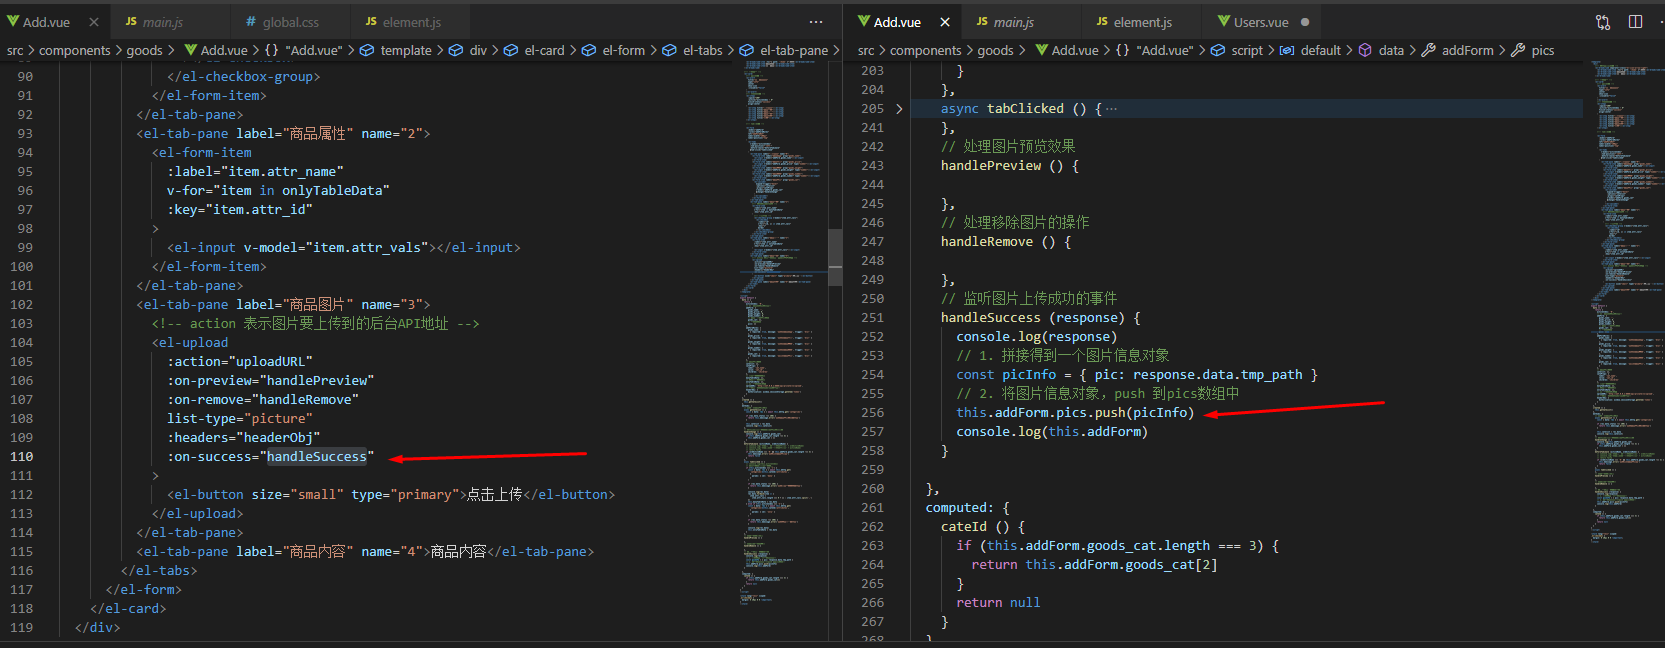 Add.vue × JS main.js # global.css JS element.js ···
src > components > goods > Add.vue > {} "Add.vue" > template > div > el-card > el-form > el-tabs > el-tab-pane >
90 </el-checkbox-group>
91 </el-form-item>
92 </el-tab-pane>
93 <el-tab-pane label="商品属性" name="2">
94 <el-form-item
95 :label="item.attr_name"
96 v-for="item in onlyTableData"
97 :key="item.attr_id"
98 >
99 <el-input v-model="item.attr_vals"></el-input>
100 </el-form-item>
101 </el-tab-pane>
102 <el-tab-pane label="商品图片" name="3">
103 <!-- action 表示图片要上传到的后台API地址 -->
104 <el-upload
105 :action="uploadURL"
106 :on-preview="handlePreview"
107 :on-remove="handleRemove"
108 list-type="picture"
109 :headers="headerObj"
110 :on-success="handleSuccess"
111 >
112 <el-button size="small" type="primary">点击上传</el-button>
113 </el-upload>
114 </el-tab-pane>
115 <el-tab-pane label="商品内容" name="4">商品内容</el-tab-pane>
116 </el-tabs>
117 </el-form>
118 </el-card>
119 </div>
Add.vue × JS main.js JS element.js Users.vue ●
src > components > goods > Add.vue > {} "Add.vue" > script > default > data > addForm > pics
203 }
204 },
205 async tabClicked () {···
241 },
242 // 处理图片预览效果
243 handlePreview () {
244
245 },
246 // 处理移除图片的操作
247 handleRemove () {
248
249 },
250 // 监听图片上传成功的事件
251 handleSuccess (response) {
252 console.log(response)
253 // 1. 拼接得到一个图片信息对象
254 const picInfo = { pic: response.data.tmp_path }
255 // 2. 将图片信息对象，push 到pics数组中
256 this.addForm.pics.push(picInfo)
257 console.log(this.addForm)
258 }
259
260 },
261 computed: {
262 cateId () {
263 if (this.addForm.goods_cat.length === 3) {
264 return this.addForm.goods_cat[2]
265 }
266 return null
267 }
268 }